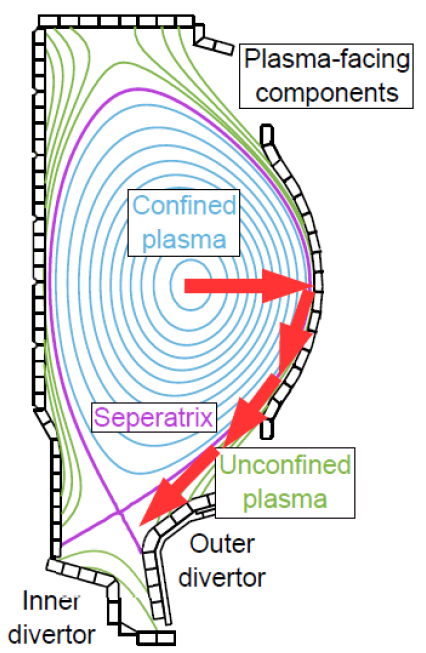 Plasma-facing
components
Confined
plasma
Seperatrix
Unconfined
plasma
Outer
divertor
Inner
divertor